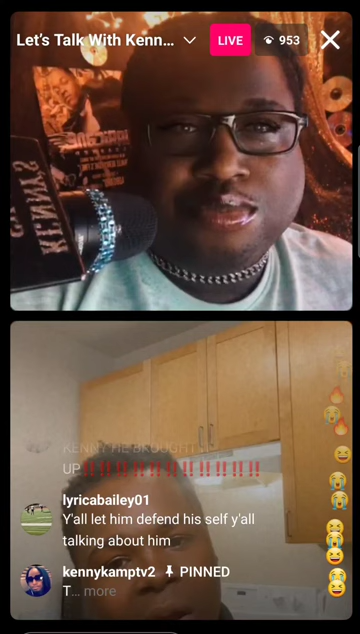 Let's Talk With Kenn...
LIVE
953
KENNY HE BROUGHT IT
UP‼️‼️‼️‼️‼️‼️‼️‼️‼️‼️‼️
lyricabailey01
Y'all let him defend his self y'all
talking about him
kennykamptv2 PINNED
T... more